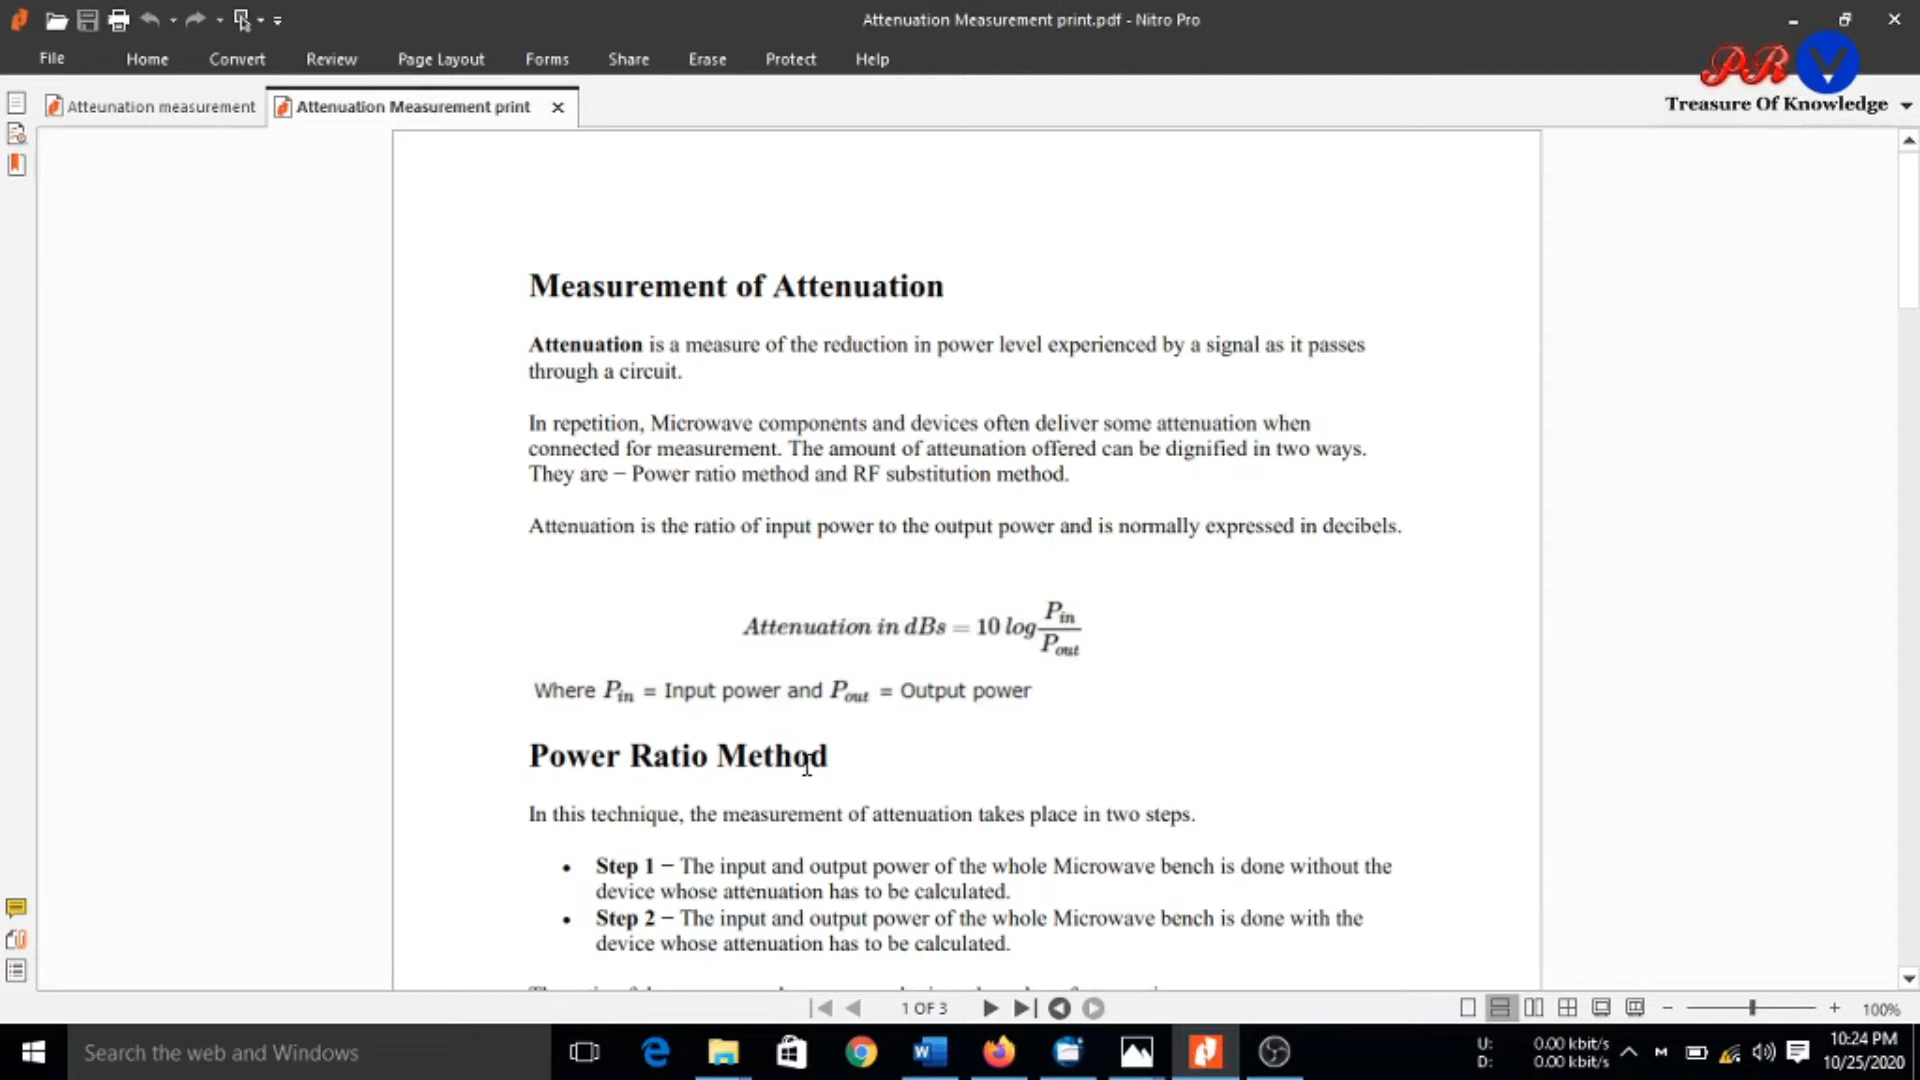 Attenuation Measurement print.pdf - Nitro Pro
File Home Convert Review Page Layout Forms Share Erase Protect Help
PR V
Treasure Of Knowledge
Atteunation measurement
Attenuation Measurement print
Measurement of Attenuation
Attenuation is a measure of the reduction in power level experienced by a signal as it passes
through a circuit.
In repetition, Microwave components and devices often deliver some attenuation when
connected for measurement. The amount of atteunation offered can be dignified in two ways.
They are − Power ratio method and RF substitution method.
Attenuation is the ratio of input power to the output power and is normally expressed in decibels.
Attenuation in dBs = 10 log P_in / P_out
Where P_in = Input power and P_out = Output power
Power Ratio Method
In this technique, the measurement of attenuation takes place in two steps.
• Step 1 − The input and output power of the whole Microwave bench is done without the
device whose attenuation has to be calculated.
• Step 2 − The input and output power of the whole Microwave bench is done with the
device whose attenuation has to be calculated.
1 OF 3
100%
Search the web and Windows
U: 0.00 kbit/s
D: 0.00 kbit/s
M
10:24 PM
10/25/2020